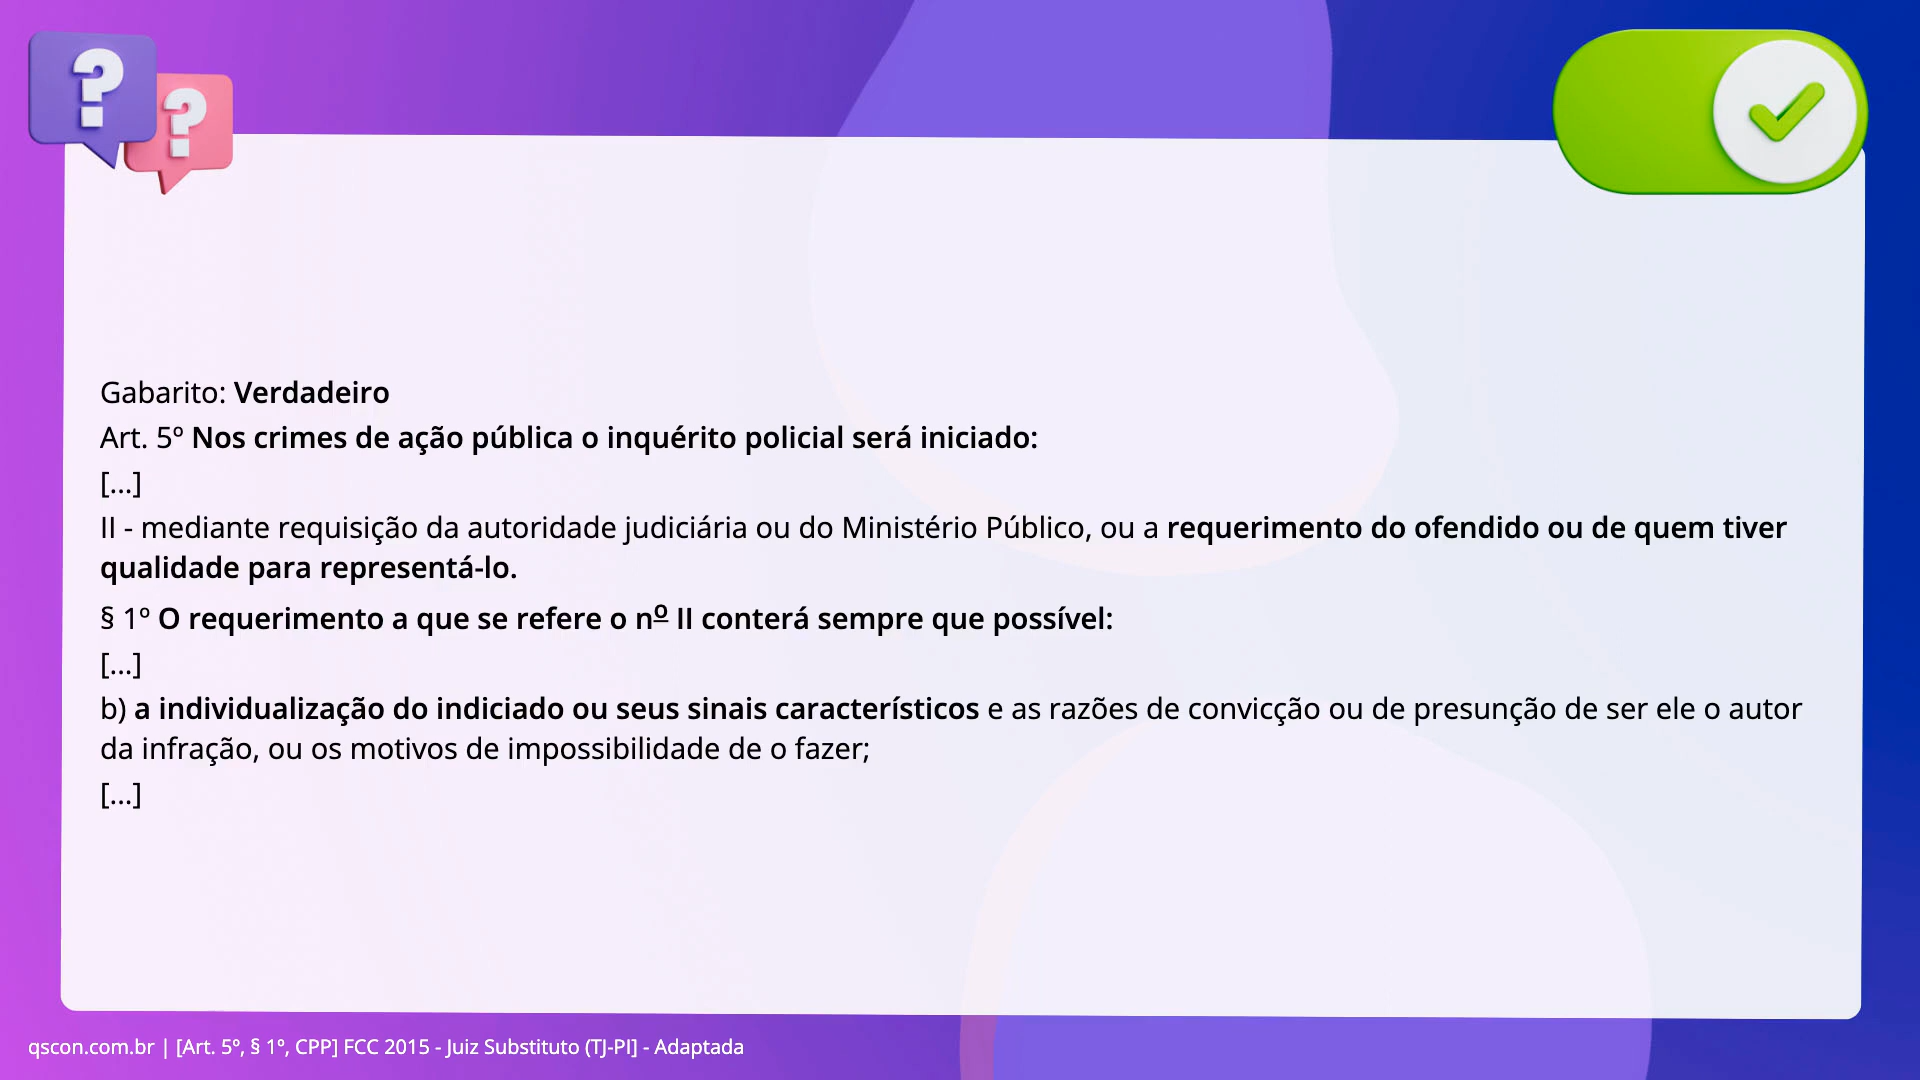 ? ?
Gabarito: Verdadeiro
Art. 5º Nos crimes de ação pública o inquérito policial será iniciado:
[...]
II - mediante requisição da autoridade judiciária ou do Ministério Público, ou a requerimento do ofendido ou de quem tiver
qualidade para representá-lo.
§ 1º O requerimento a que se refere o nº II conterá sempre que possível:
[...]
b) a individualização do indiciado ou seus sinais característicos e as razões de convicção ou de presunção de ser ele o autor
da infração, ou os motivos de impossibilidade de o fazer;
[...]
qscon.com.br | [Art. 5º, § 1º, CPP] FCC 2015 - Juiz Substituto (TJ-PI] - Adaptada